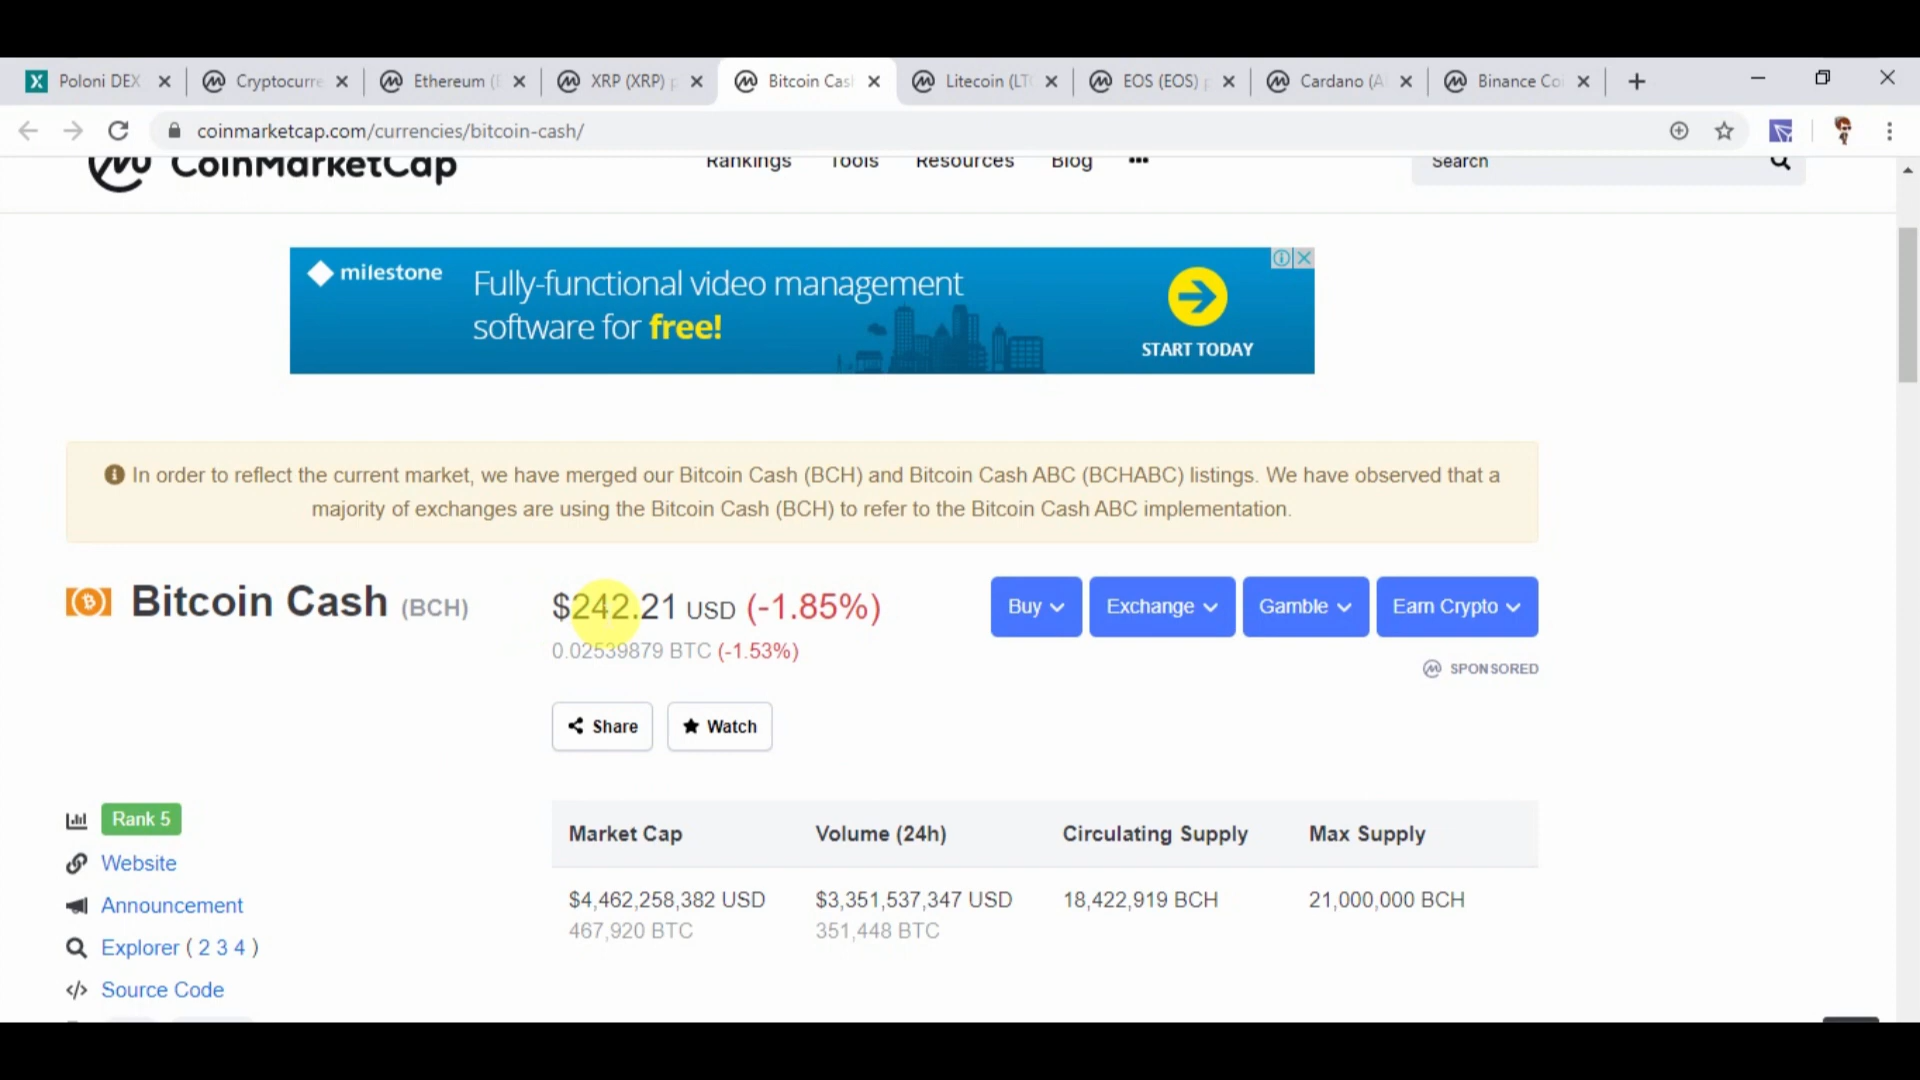 Poloni DEX
Cryptocurre
Ethereum (E
XRP (XRP) p
Bitcoin Cas
Litecoin (LTC
EOS (EOS) p
Cardano (A
Binance Coi
coinmarketcap.com/currencies/bitcoin-cash/
CoinMarketCap
Rankings
Tools
Resources
Blog
Search
milestone
Fully-functional video management
software for free!
START TODAY
In order to reflect the current market, we have merged our Bitcoin Cash (BCH) and Bitcoin Cash ABC (BCHABC) listings. We have observed that a
majority of exchanges are using the Bitcoin Cash (BCH) to refer to the Bitcoin Cash ABC implementation.
Bitcoin Cash (BCH)
$242.21 USD (-1.85%)
0.02539879 BTC (-1.53%)
Buy
Exchange
Gamble
Earn Crypto
SPONSORED
Share
Watch
Rank 5
Website
Announcement
Explorer ( 2 3 4 )
Source Code
Market Cap
Volume (24h)
Circulating Supply
Max Supply
$4,462,258,382 USD
$3,351,537,347 USD
18,422,919 BCH
21,000,000 BCH
467,920 BTC
351,448 BTC